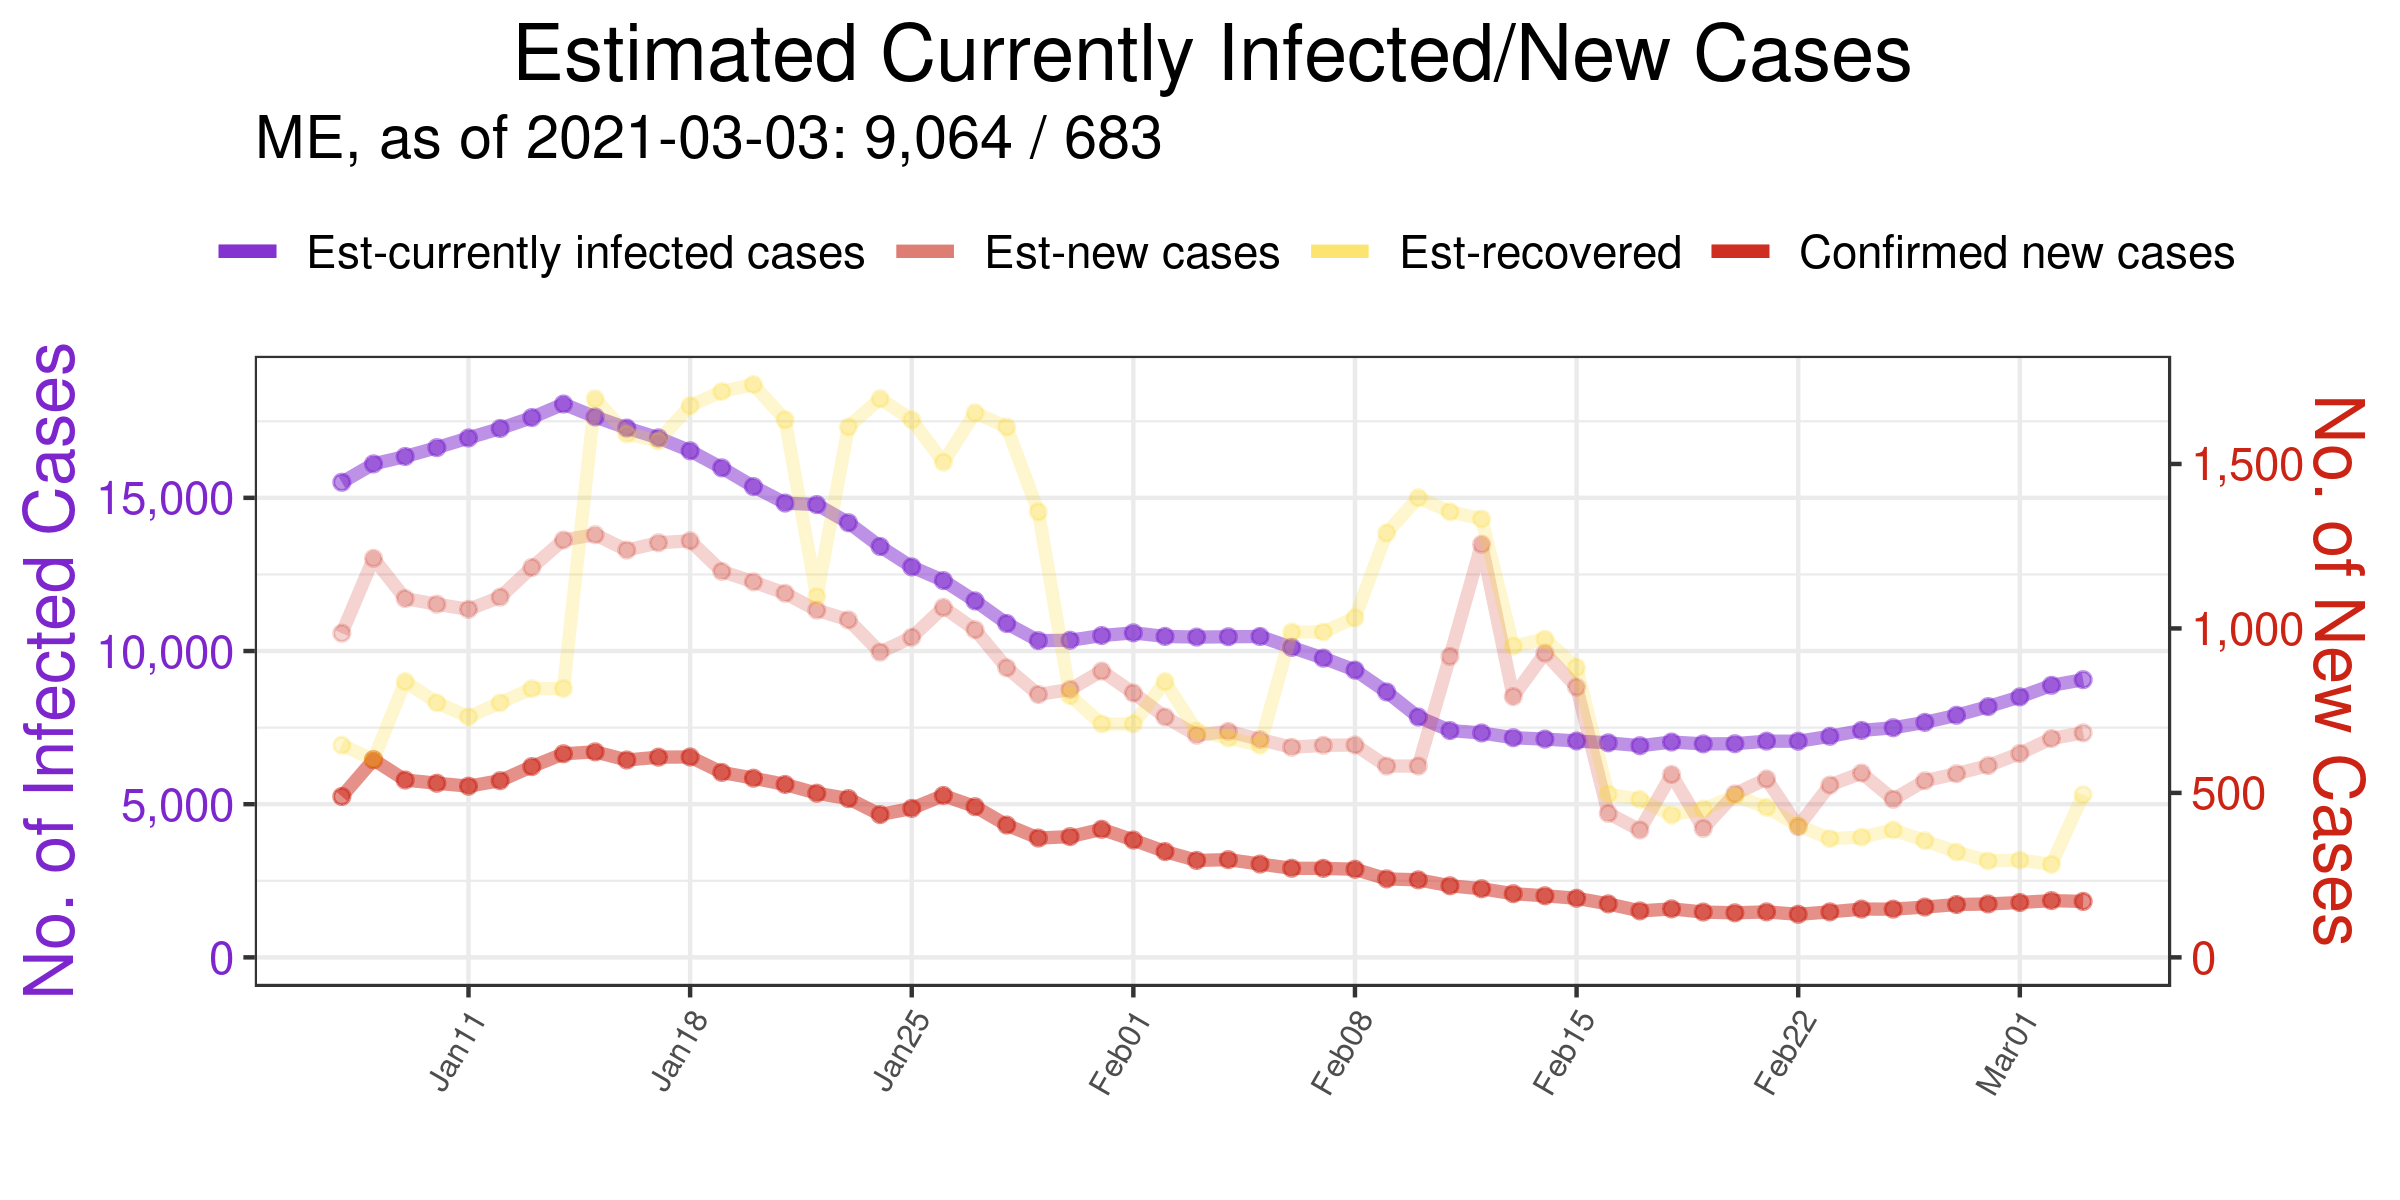 Estimated Currently Infected/New Cases
ME, as of 2021-03-03: 9,064 / 683
Est-currently infected cases Est-new cases Est-recovered Confirmed new cases
No. of Infected Cases
15,000
10,000
5,000
0
1,500
1,000
500
0
No. of New Cases
Jan11 Jan18 Jan25 Feb01 Feb08 Feb15 Feb22 Mar01